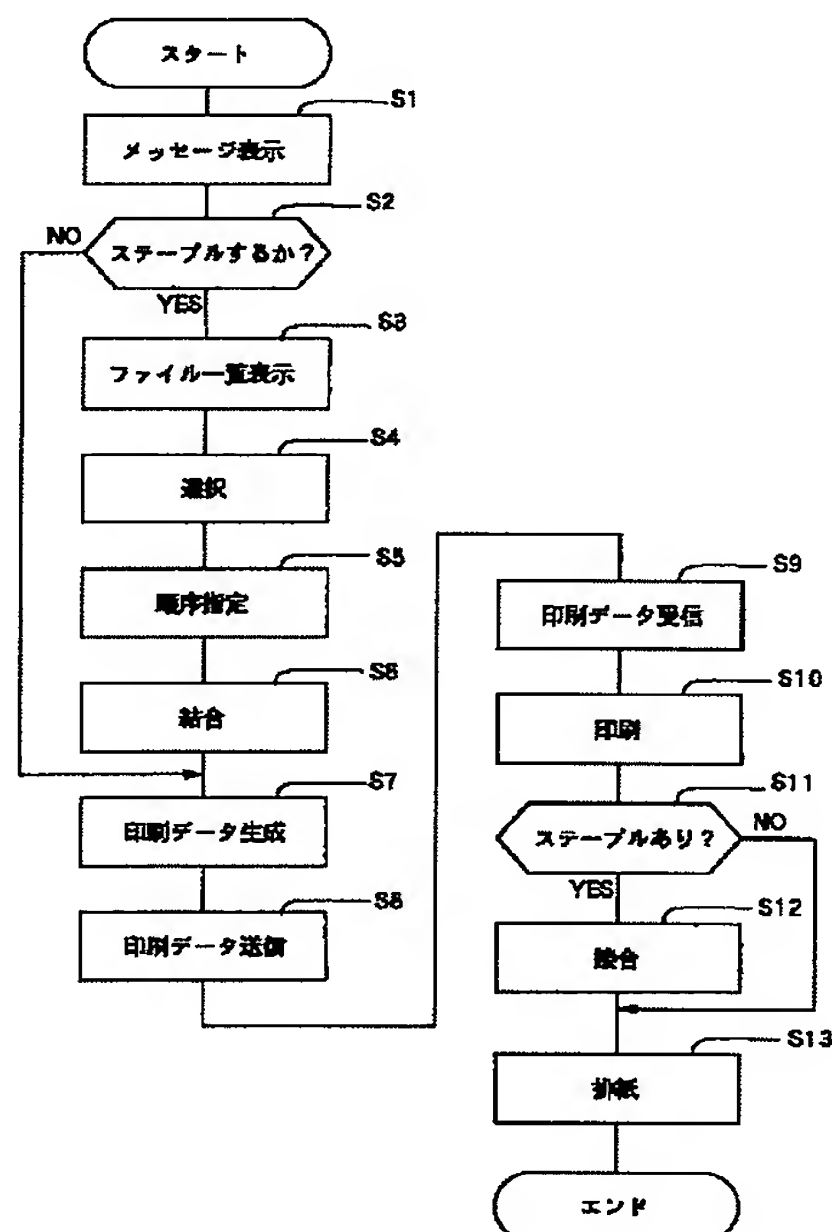 スタート
S1
メッセージ表示
S2
NO
ステープルするか？
YES
S3
ファイル一覧表示
S4
選択
S5
順序指定
S6
結合
S7
印刷データ生成
S8
印刷データ送信
S9
印刷データ受信
S10
印刷
S11
ステープルあり？
NO
YES
S12
S13
排紙
エンド